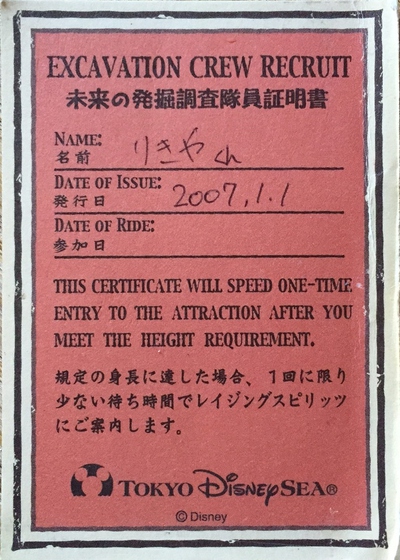 EXCAVATION CREW RECRUIT
未来の発掘調査隊員証明書
NAME:
名前 りきや くん
DATE OF ISSUE:
発行日 2007.1.1
DATE OF RIDE:
参加日
THIS CERTIFICATE WILL SPEED ONE-TIME
ENTRY TO THE ATTRACTION AFTER YOU
MEET THE HEIGHT REQUIREMENT.
規定の身長に達した場合、1回に限り
少ない待ち時間でレイジングスピリッツ
にご案内します。
TOKYO DISNEYSEA®
©Disney